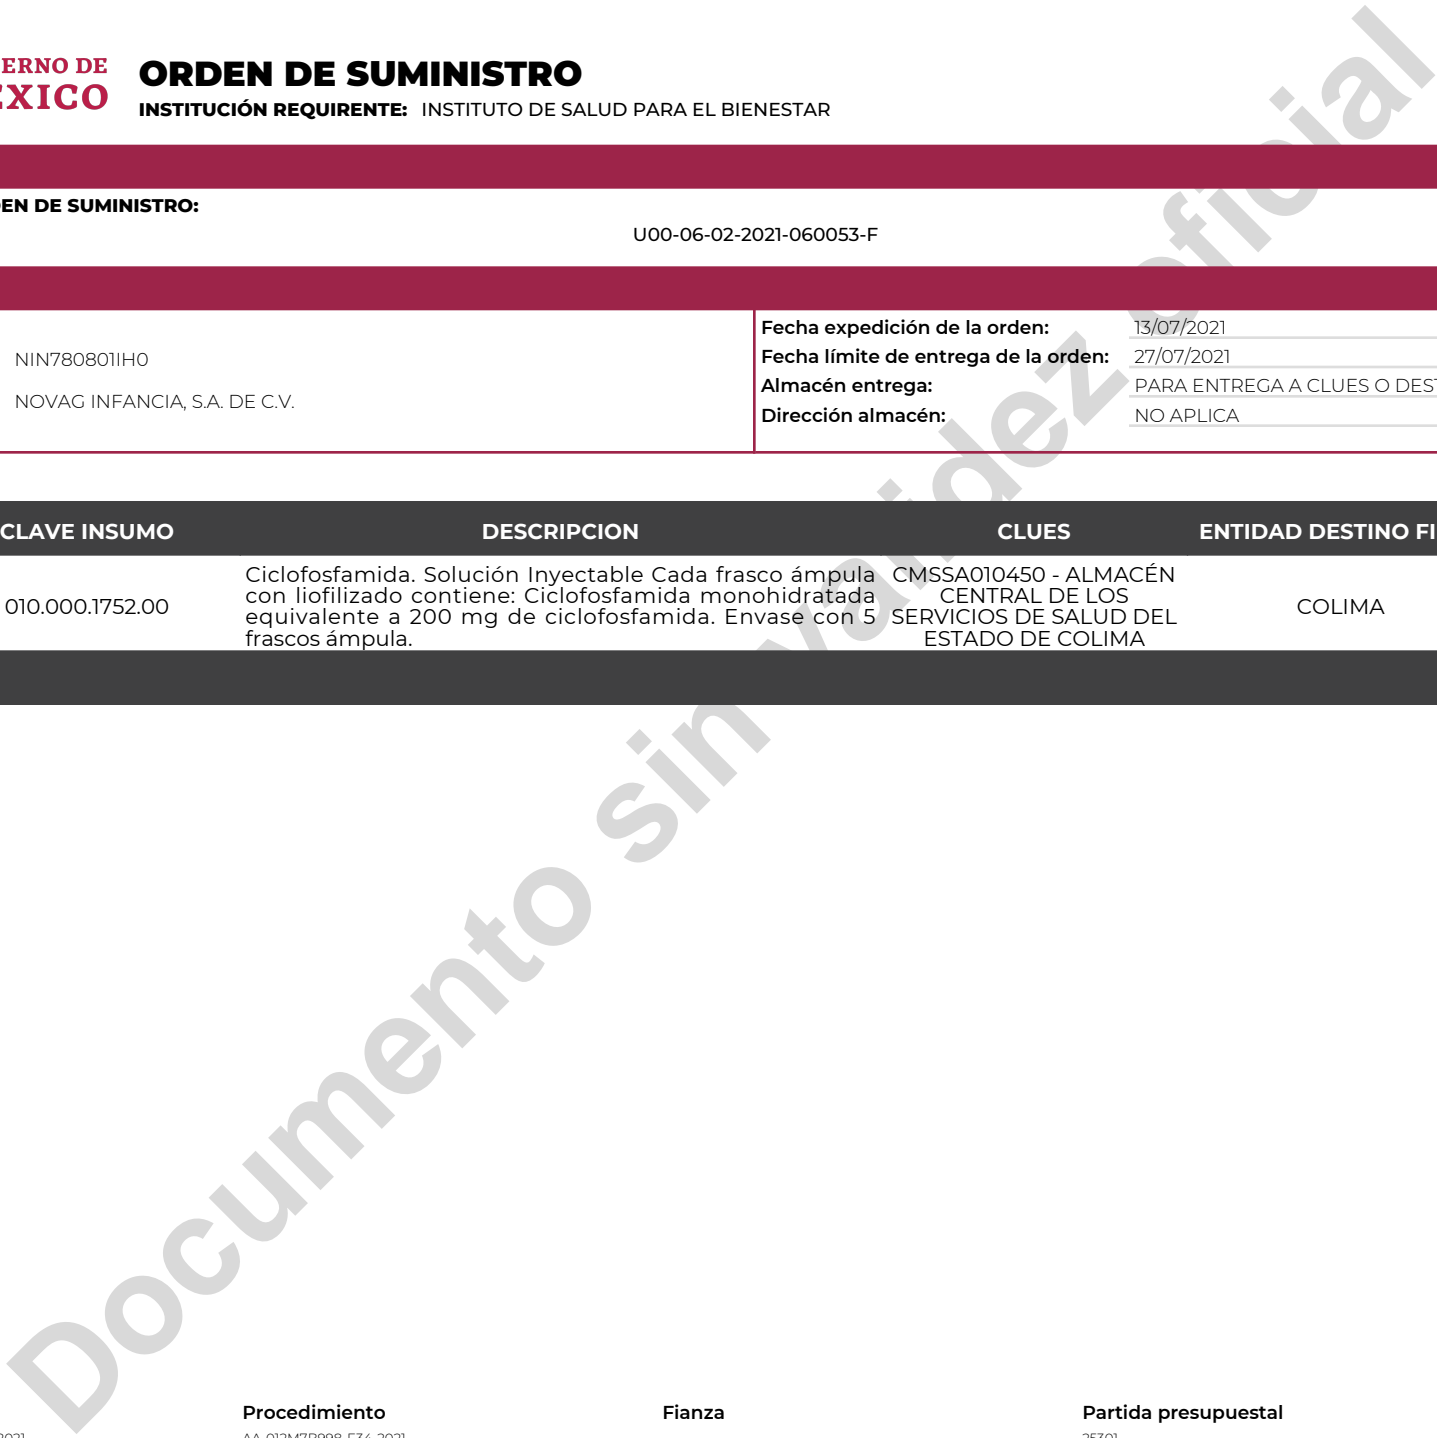 ERNO DE
ÉXICO
ORDEN DE SUMINISTRO
INSTITUCIÓN REQUIRENTE: INSTITUTO DE SALUD PARA EL BIENESTAR
EN DE SUMINISTRO:
U00-06-02-2021-060053-F
NIN780801IH0
NOVAG INFANCIA, S.A. DE C.V.
Fecha expedición de la orden: 13/07/2021
Fecha límite de entrega de la orden: 27/07/2021
Almacén entrega: PARA ENTREGA A CLUES O DEST
Dirección almacén: NO APLICA
CLAVE INSUMO DESCRIPCION CLUES ENTIDAD DESTINO FI
010.000.1752.00
Ciclofosfamida. Solución Inyectable Cada frasco ámpula
con liofilizado contiene: Ciclofosfamida monohidratada
equivalente a 200 mg de ciclofosfamida. Envase con 5
frascos ámpula.
CMSSA010450 - ALMACÉN
CENTRAL DE LOS
SERVICIOS DE SALUD DEL
ESTADO DE COLIMA
COLIMA
Documento sin validez oficial
Procedimiento Fianza Partida presupuestal